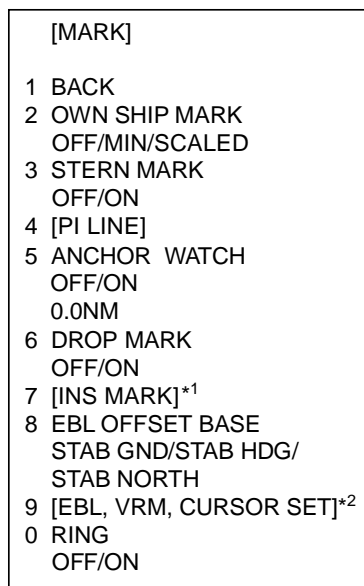 [MARK]
1 BACK
2 OWN SHIP MARK
OFF/MIN/SCALED
3 STERN MARK
OFF/ON
4 [PI LINE]
5 ANCHOR WATCH
OFF/ON
0.0NM
6 DROP MARK
OFF/ON
7 [INS MARK]*1
8 EBL OFFSET BASE
STAB GND/STAB HDG/
STAB NORTH
9 [EBL, VRM, CURSOR SET]*2
0 RING
OFF/ON